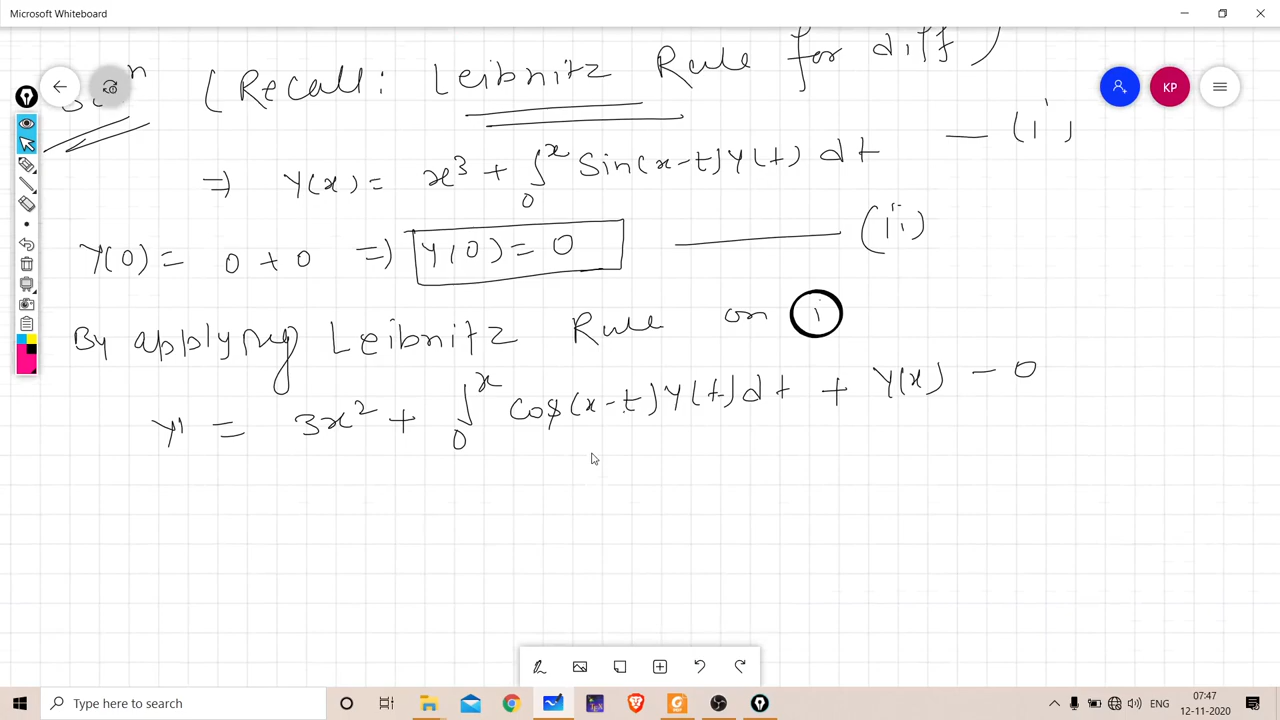 Microsoft Whiteboard
(Recall: Leibnitz Rule for diff)
KP
=) Y(x) = x³ + ∫₀ˣ Sin(x-t) Y(t) dt — (i)
Y(0) = 0 + 0 =) Y(0) = 0 — (ii)
By applying Leibnitz Rule on i
Y' = 3x² + ∫₀ˣ cos(x-t) Y(t) dt + Y(x) - 0
Type here to search
ENG
07:47
12-11-2020